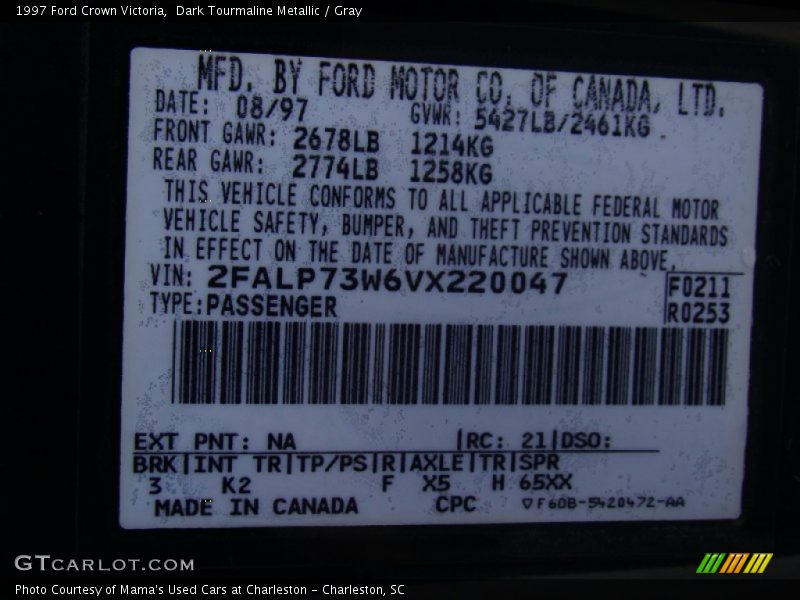 1997 Ford Crown Victoria,  Dark Tourmaline Metallic / Gray
MFD. BY FORD MOTOR CO. OF CANADA, LTD.
DATE: 08/97 GVWR: 5427LB/2461KG
FRONT GAWR: 2678LB 1214KG
REAR GAWR: 2774LB 1258KG
THIS VEHICLE CONFORMS TO ALL APPLICABLE FEDERAL MOTOR
VEHICLE SAFETY, BUMPER, AND THEFT PREVENTION STANDARDS
IN EFFECT ON THE DATE OF MANUFACTURE SHOWN ABOVE.
VIN: 2FALP73W6VX220047 F0211
TYPE: PASSENGER R0253
EXT PNT: NA |RC: 21|DSO:
BRK|INT TR|TP/PS|R|AXLE|TR|SPR
3 K2 F X5 H 65XX
MADE IN CANADA CPC ▽F6DB-5420472-AA
GTCARLOT.COM
Photo Courtesy of Mama's Used Cars at Charleston - Charleston, SC